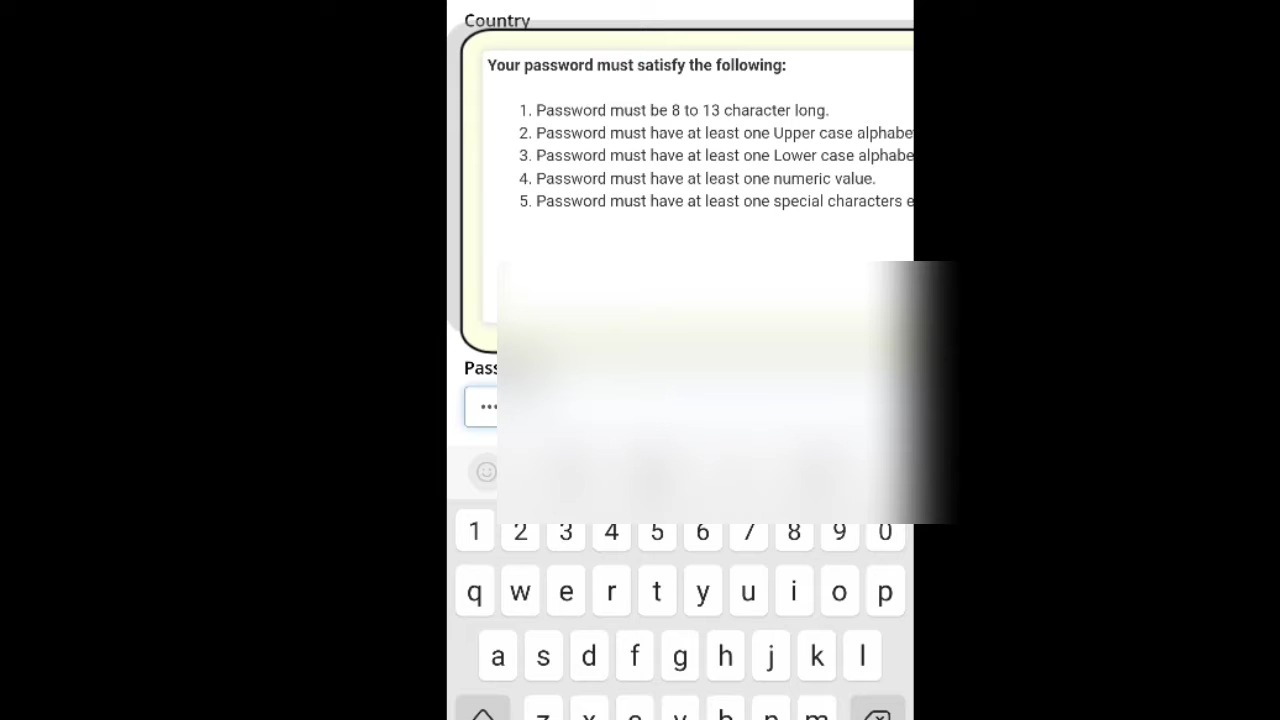 Country
Your password must satisfy the following:
1. Password must be 8 to 13 character long.
2. Password must have at least one Upper case
3. Password must have at least one Lower case
4. Password must have at least one numeric value.
5. Password must have at least one special characters
1 2 3 4 5 6 7 8 9 0
q w e r t y u i o p
a s d f g h j k l
z x c v b n m